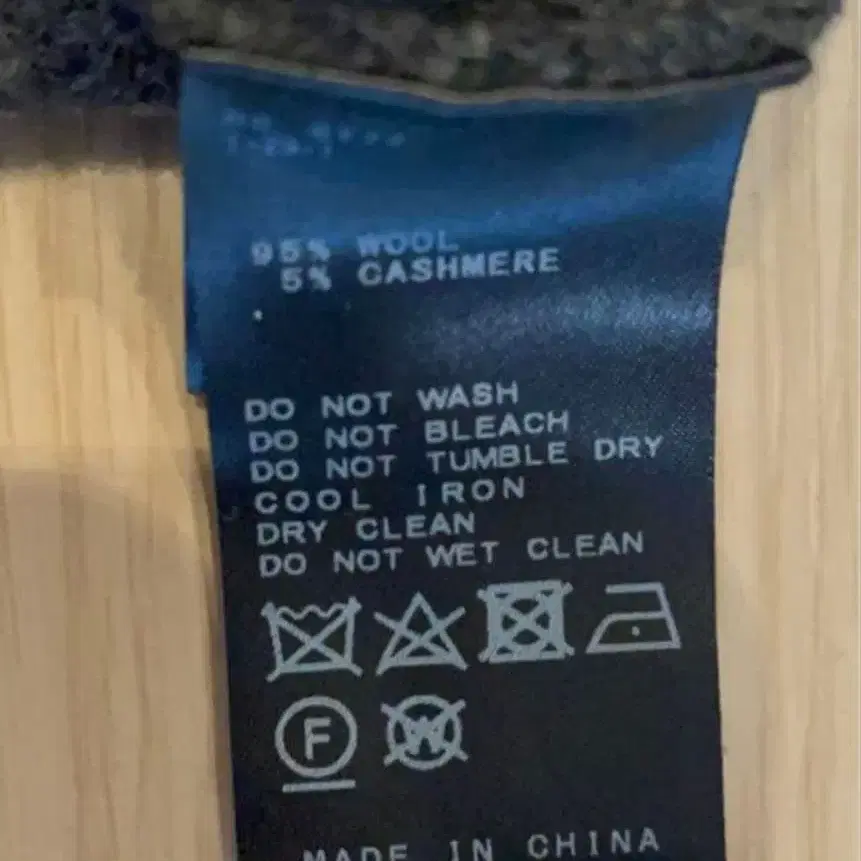 95% WOOL
5% CASHMERE
DO NOT WASH
DO NOT BLEACH
DO NOT TUMBLE DRY
COOL IRON
DRY CLEAN
DO NOT WET CLEAN
F W
MADE IN CHINA